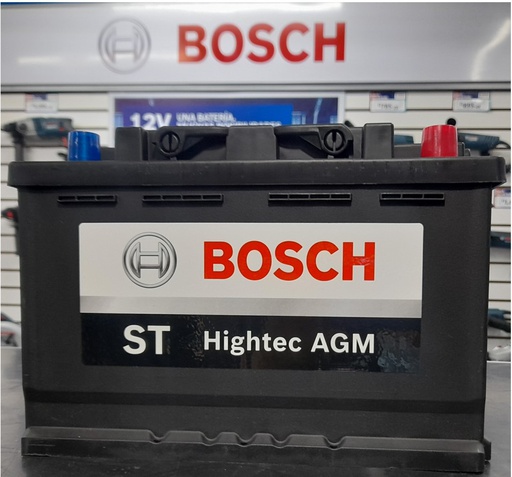 BOSCH
12V UNA BATERÍA,
BOSCH
ST Hightec AGM